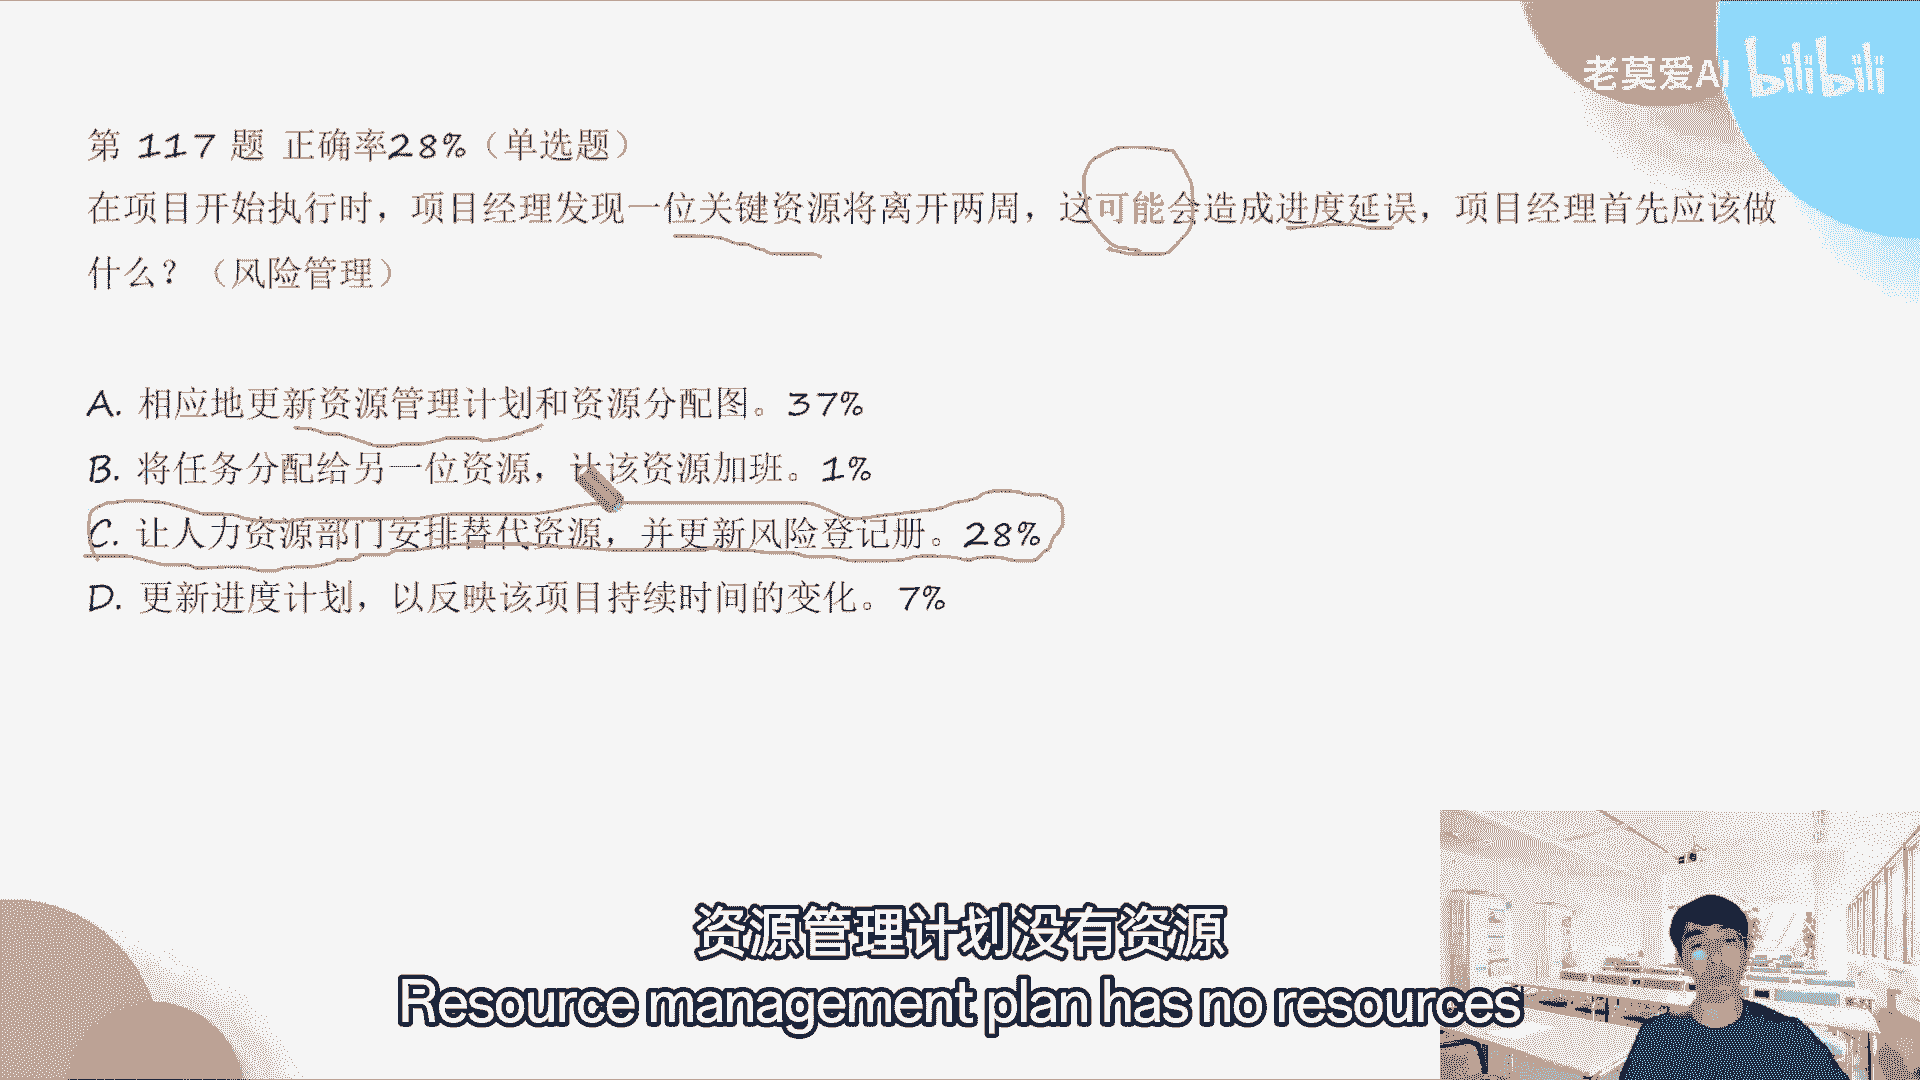 老莫爱AI bilibili
第 117 题 正确率28%（单选题）
在项目开始执行时，项目经理发现一位关键资源将离开两周，这可能会造成进度延误，项目经理首先应该做
什么？（风险管理）
A. 相应地更新资源管理计划和资源分配图。37%
B. 将任务分配给另一位资源，让该资源加班。1%
C. 让人力资源部门安排替代资源，并更新风险登记册。28%
D. 更新进度计划，以反映该项目持续时间的变化。7%
资源管理计划没有资源
Resource management plan has no resources